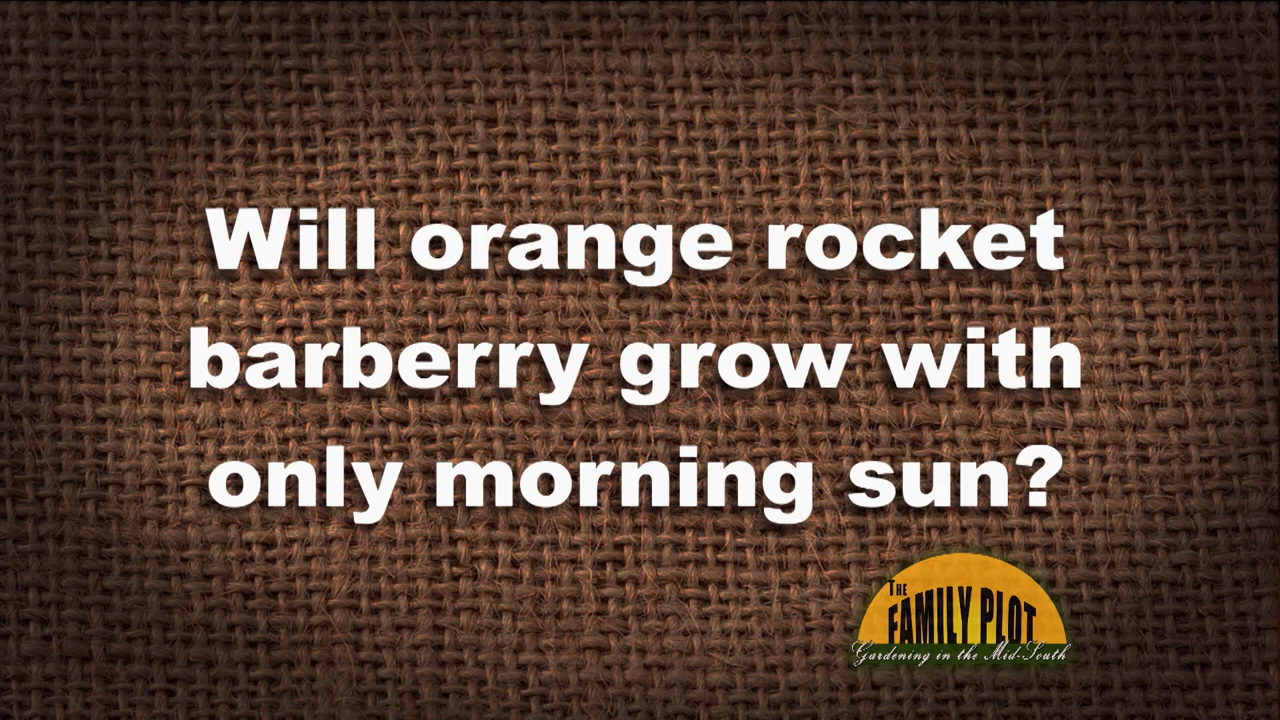 Will orange rocket
barberry grow with
only morning sun?
THE
FAMILY PLOT
Gardening in the Mid-South